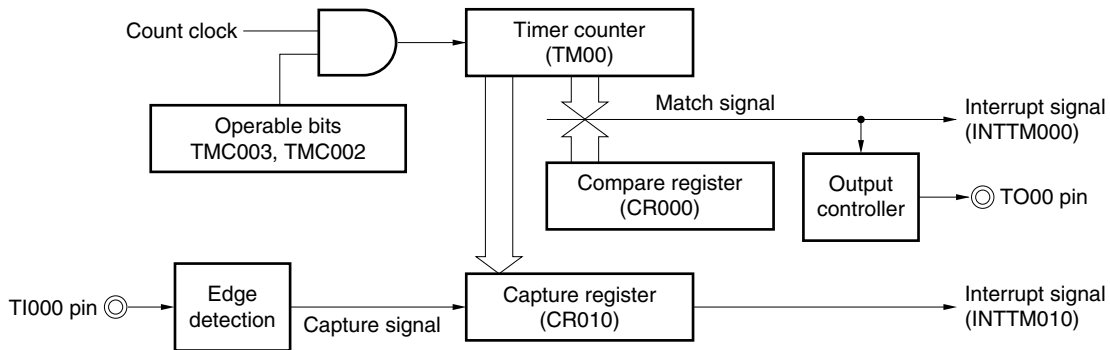 Count clock
Timer counter
(TM00)
Operable bits
TMC003, TMC002
Match signal
Interrupt signal
(INTTM000)
Compare register
(CR000)
Output
controller
TO00 pin
TI000 pin
Edge
detection
Capture signal
Capture register
(CR010)
Interrupt signal
(INTTM010)